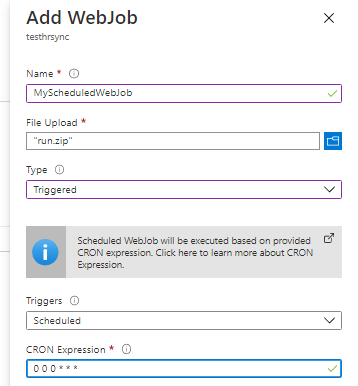 Add WebJob
testhrsync
Name *
MyScheduledWebJob
File Upload *
"run.zip"
Type
Triggered
Scheduled WebJob will be executed based on provided
CRON expression. Click here to learn more about CRON
Expression.
Triggers
Scheduled
CRON Expression *
0 0 0 * * *